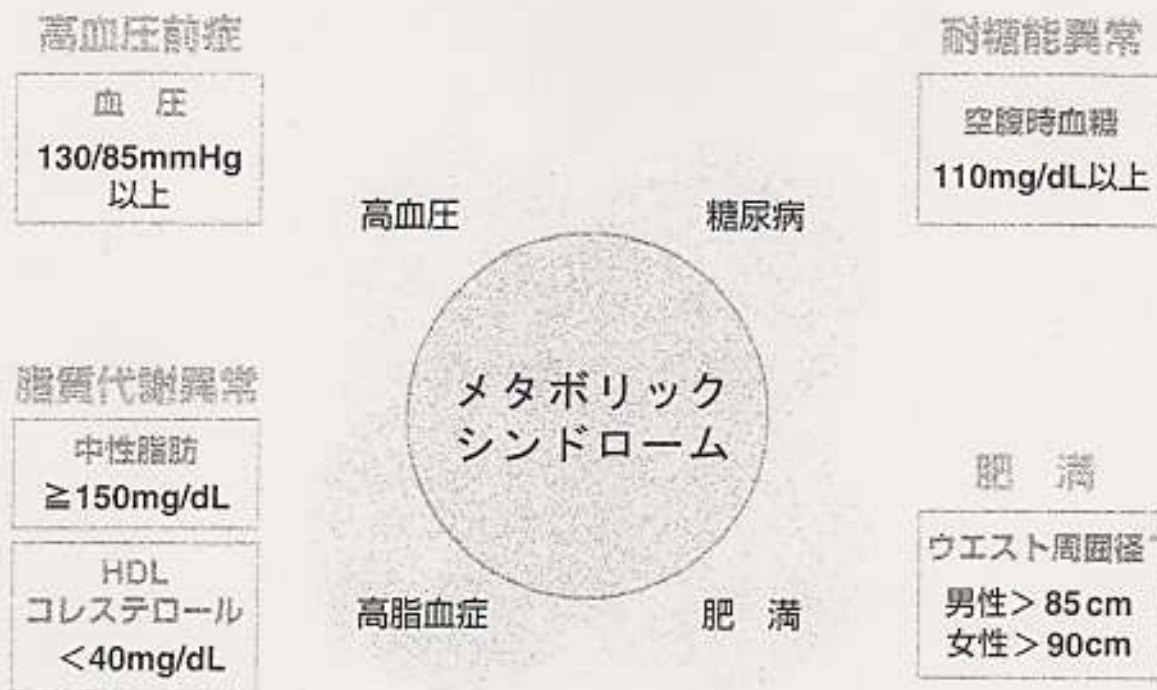 高血圧前症
血 圧
130/85mmHg
以上
耐糖能異常
空腹時血糖
110mg/dL以上
高血圧
糖尿病
メタボリック
シンドローム
脂質代謝異常
中性脂肪
≧150mg/dL
HDL
コレステロール
＜40mg/dL
高脂血症
肥 満
肥 満
ウエスト周囲径
男性＞85cm
女性＞90cm